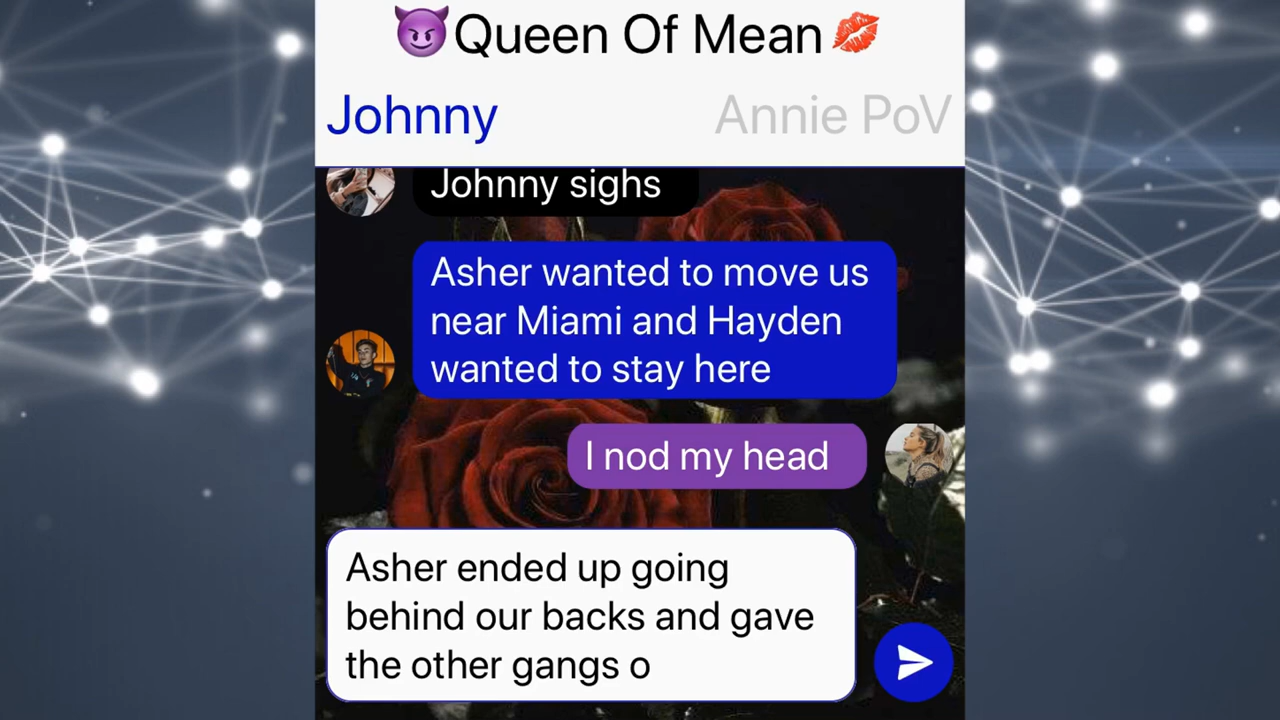 😈Queen Of Mean💋
Johnny
Annie PoV
Johnny sighs
Asher wanted to move us
near Miami and Hayden
wanted to stay here
I nod my head
Asher ended up going
behind our backs and gave
the other gangs o